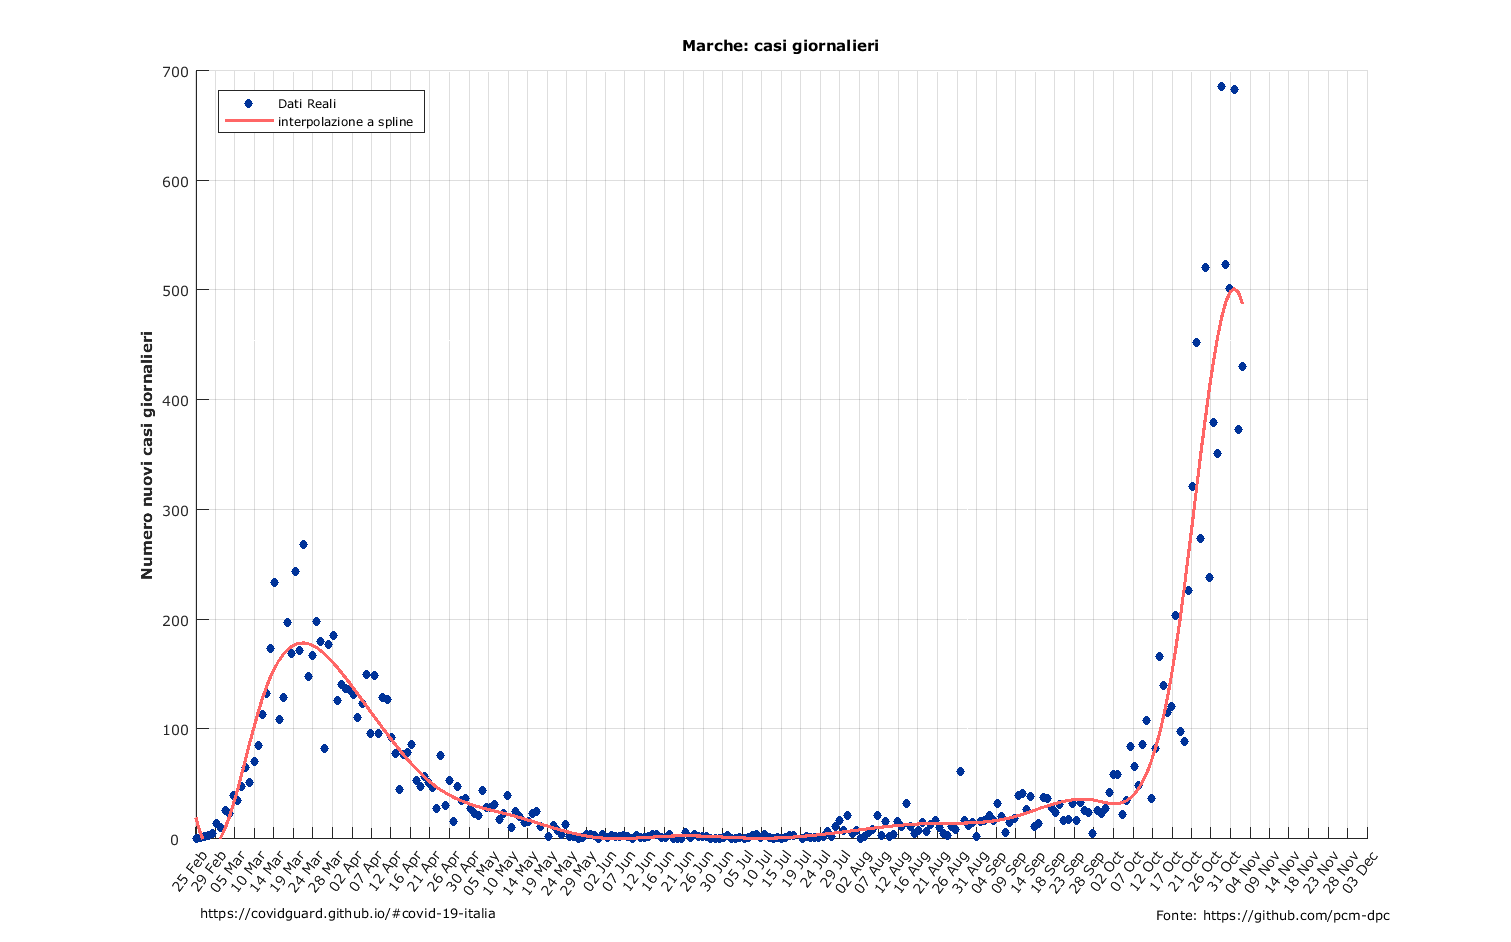 Marche: casi giornalieri
Dati Reali
interpolazione a spline
Numero nuovi casi giornalieri
700
600
500
400
300
200
100
0
25 Feb
29 Feb
05 Mar
10 Mar
14 Mar
19 Mar
24 Mar
28 Mar
02 Apr
07 Apr
12 Apr
16 Apr
21 Apr
26 Apr
30 Apr
05 May
10 May
14 May
19 May
24 May
29 May
02 Jun
07 Jun
12 Jun
16 Jun
21 Jun
26 Jun
30 Jun
05 Jul
10 Jul
15 Jul
19 Jul
24 Jul
29 Jul
02 Aug
07 Aug
12 Aug
16 Aug
21 Aug
26 Aug
31 Aug
04 Sep
09 Sep
14 Sep
18 Sep
23 Sep
28 Sep
02 Oct
07 Oct
12 Oct
17 Oct
21 Oct
26 Oct
31 Oct
04 Nov
09 Nov
14 Nov
18 Nov
23 Nov
28 Nov
03 Dec
https://covidguard.github.io/#covid-19-italia
Fonte: https://github.com/pcm-dpc